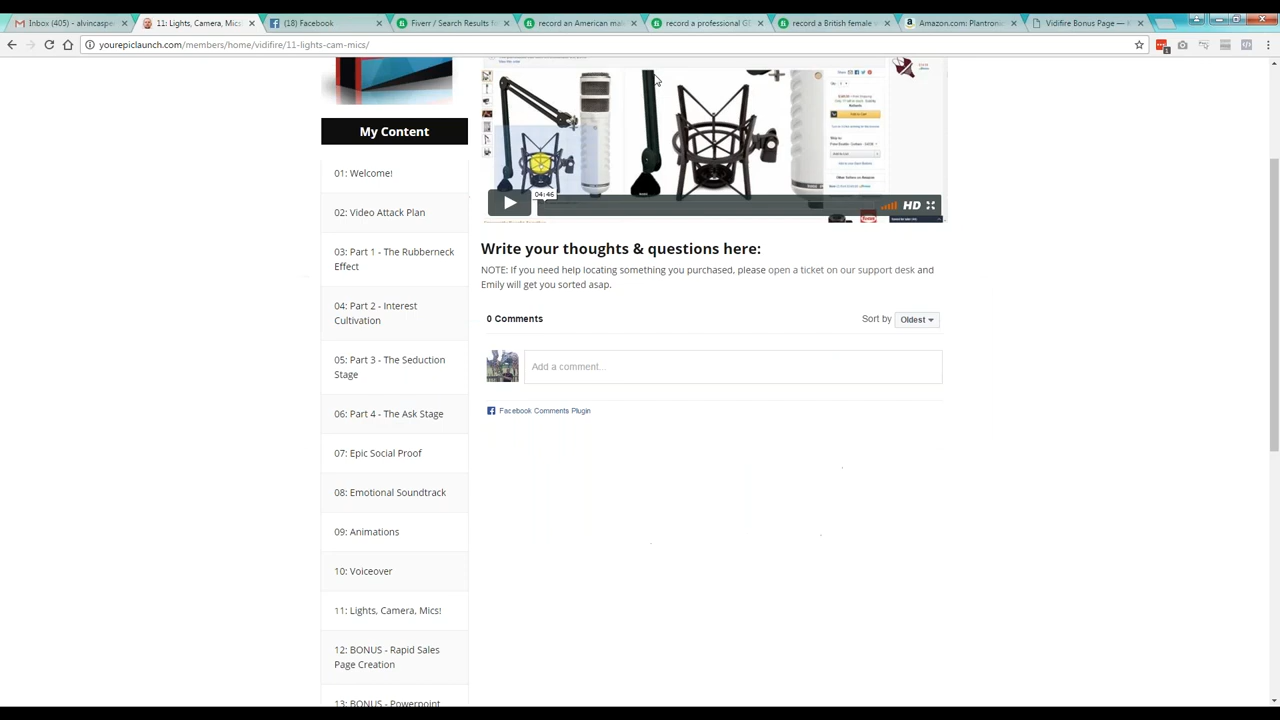 Inbox (405) - alvincasper
11: Lights, Camera, Mics!
(18) Facebook
Fiverr / Search Results fo
record an American mal
record a professional GE
record a British female v
Amazon.com: Plantronic
Vidifire Bonus Page — K
yourepiclaunch.com/members/home/vidifire/11-lights-cam-mics/
My Content
01: Welcome!
02: Video Attack Plan
03: Part 1 - The Rubberneck
Effect
04: Part 2 - Interest
Cultivation
05: Part 3 - The Seduction
Stage
06: Part 4 - The Ask Stage
07: Epic Social Proof
08: Emotional Soundtrack
09: Animations
10: Voiceover
11: Lights, Camera, Mics!
12: BONUS - Rapid Sales
Page Creation
13: BONUS - Powerpoint
04:46
HD
Write your thoughts & questions here:
NOTE: If you need help locating something you purchased, please open a ticket on our support desk and
Emily will get you sorted asap.
0 Comments
Sort by Oldest
Add a comment...
Facebook Comments Plugin